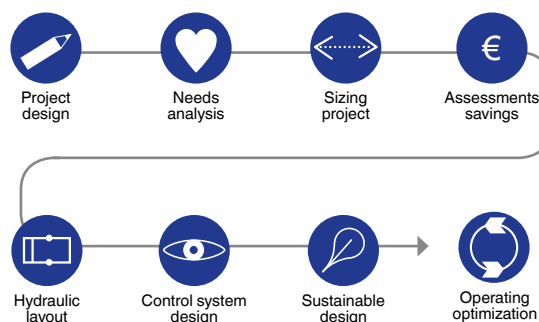 €
Project
design
Needs
analysis
Sizing
project
Assessments
savings
Hydraulic
layout
Control system
design
Sustainable
design
Operating
optimization